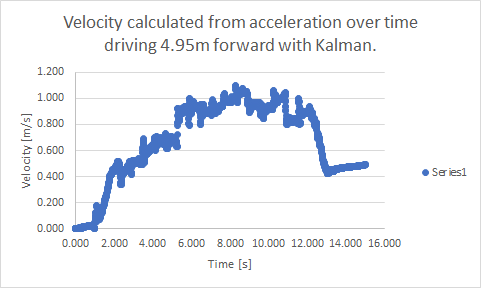 Velocity calculated from acceleration over time
driving 4.95m forward with Kalman.
1.200
1.000
0.800
0.600
0.400
0.200
0.000
Velocity [m/s]
0.000 2.000 4.000 6.000 8.000 10.000 12.000 14.000 16.000
Time [s]
Series1